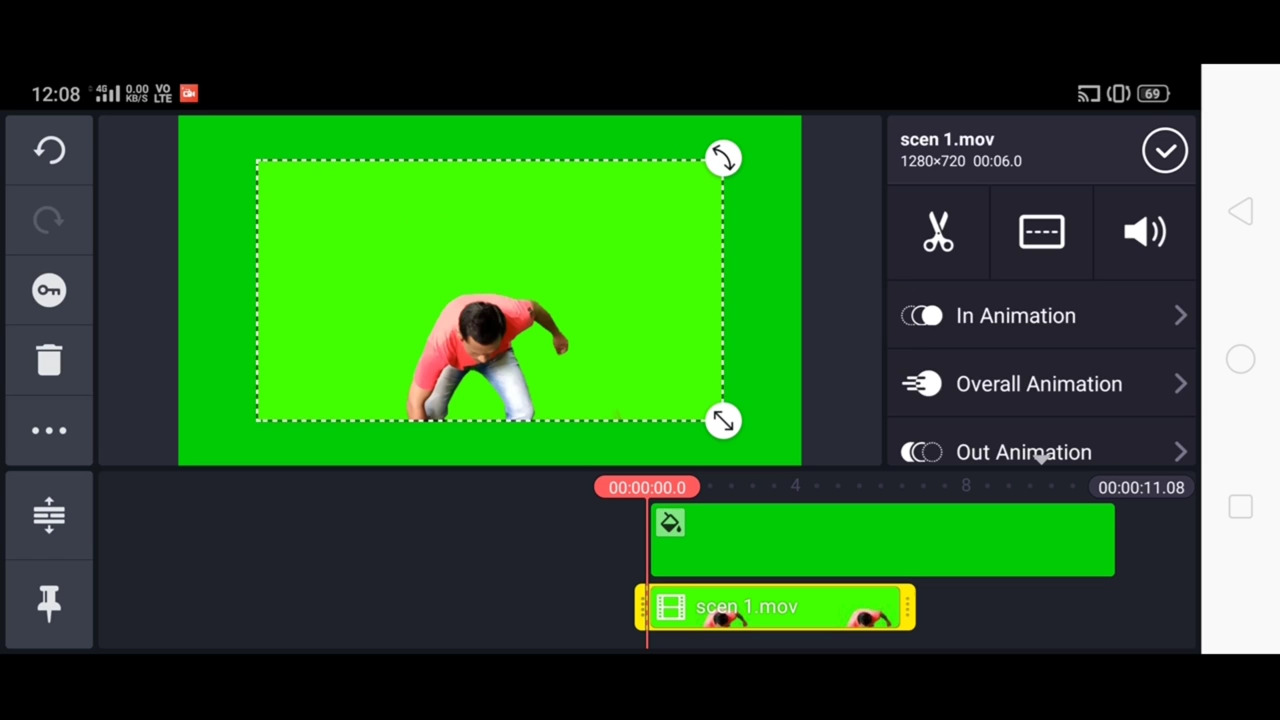 12:08 4G 0.00 KB/S VO LTE 69
scen 1.mov
1280×720 00:06.0
In Animation
Overall Animation
Out Animation
00:00:00.0 4 8 00:00:11.08
scen 1.mov